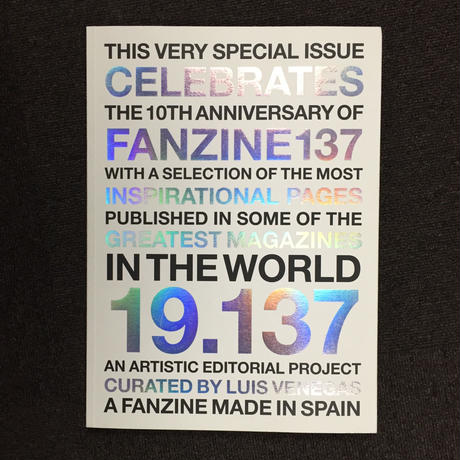 THIS VERY SPECIAL ISSUE
CELEBRATES
THE 10TH ANNIVERSARY OF
FANZINE137
WITH A SELECTION OF THE MOST
INSPIRATIONAL PAGES
PUBLISHED IN SOME OF THE
GREATEST MAGAZINES
IN THE WORLD
19.137
AN ARTISTIC EDITORIAL PROJECT
CURATED BY LUIS VENEGAS
A FANZINE MADE IN SPAIN